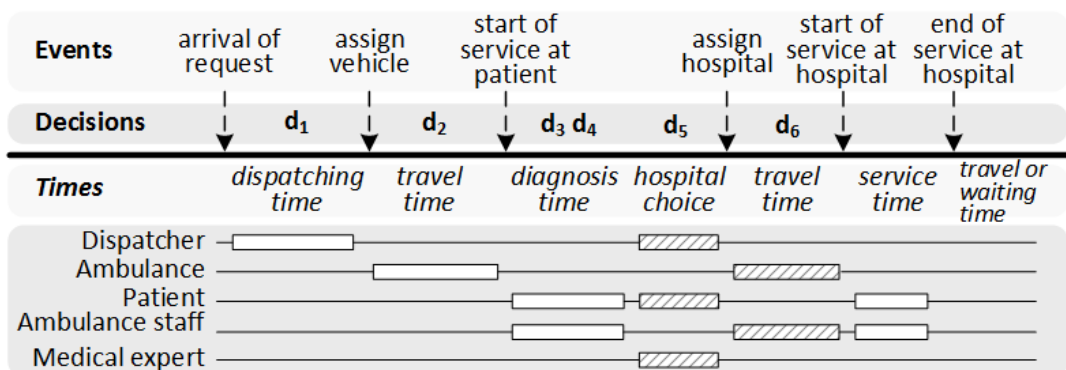 Events
arrival of
request
assign
vehicle
start of
service at
patient
assign
hospital
start of
service at
hospital
end of
service at
hospital
Decisions
d1
d2
d3 d4
d5
d6
Times
dispatching
time
travel
time
diagnosis
time
hospital
choice
travel
time
service
time
travel or
waiting
time
Dispatcher
Ambulance
Patient
Ambulance staff
Medical expert